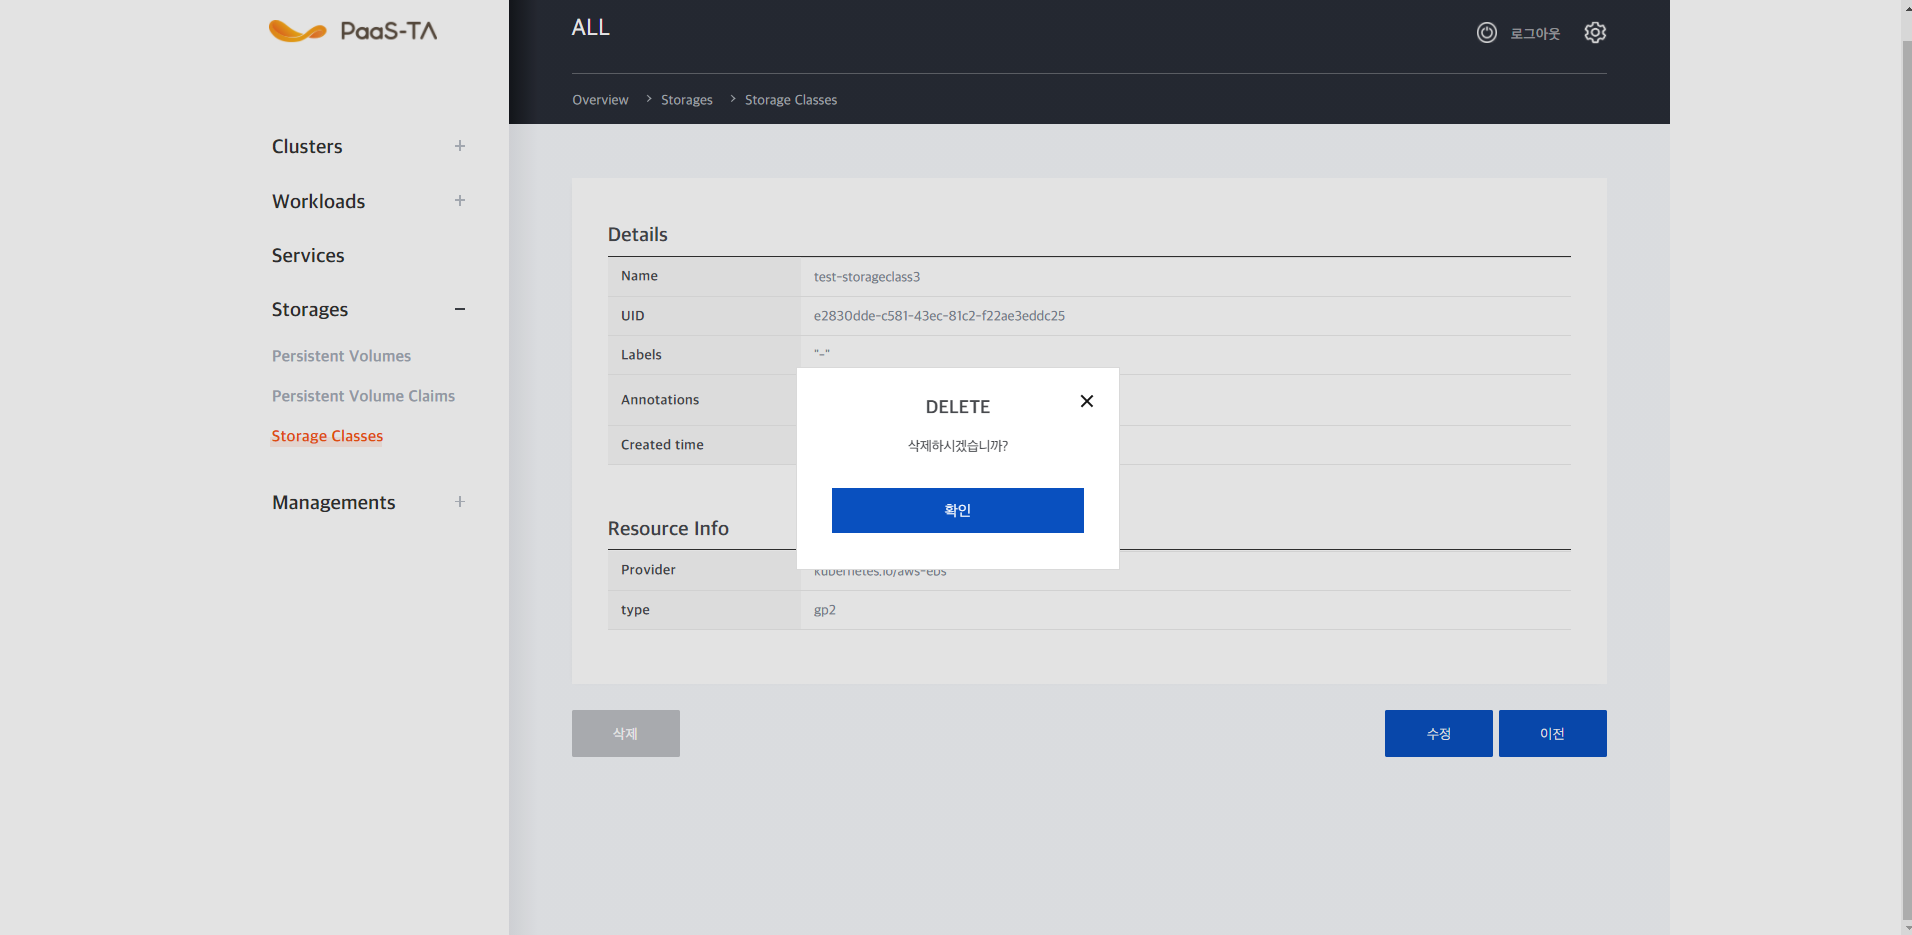 PaaS-TA
ALL
로그아웃
Overview > Storages > Storage Classes
Clusters +
Workloads +
Services
Storages −
Persistent Volumes
Persistent Volume Claims
Storage Classes
Managements +
Details
Name test-storageclass3
UID e2830dde-c581-43ec-81c2-f22ae3eddc25
Labels "-"
Annotations
Created time
DELETE
삭제하시겠습니까?
확인
Resource Info
Provider kubernetes.io/aws-ebs
type gp2
삭제
수정
이전